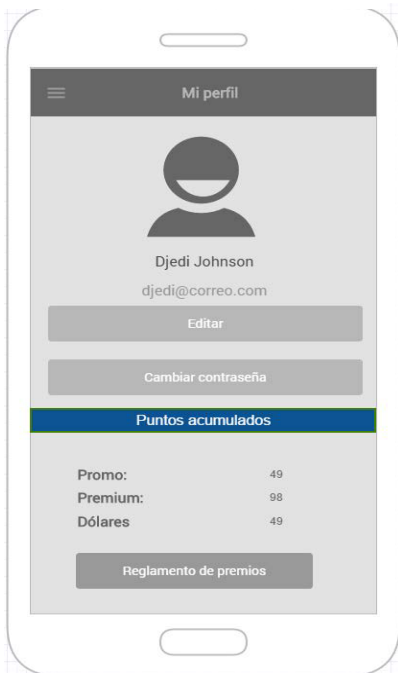 Mi perfil
Djedi Johnson
djedi@correo.com
Editar
Cambiar contraseña
Puntos acumulados
Promo: 49
Premium: 98
Dólares 49
Reglamento de premios